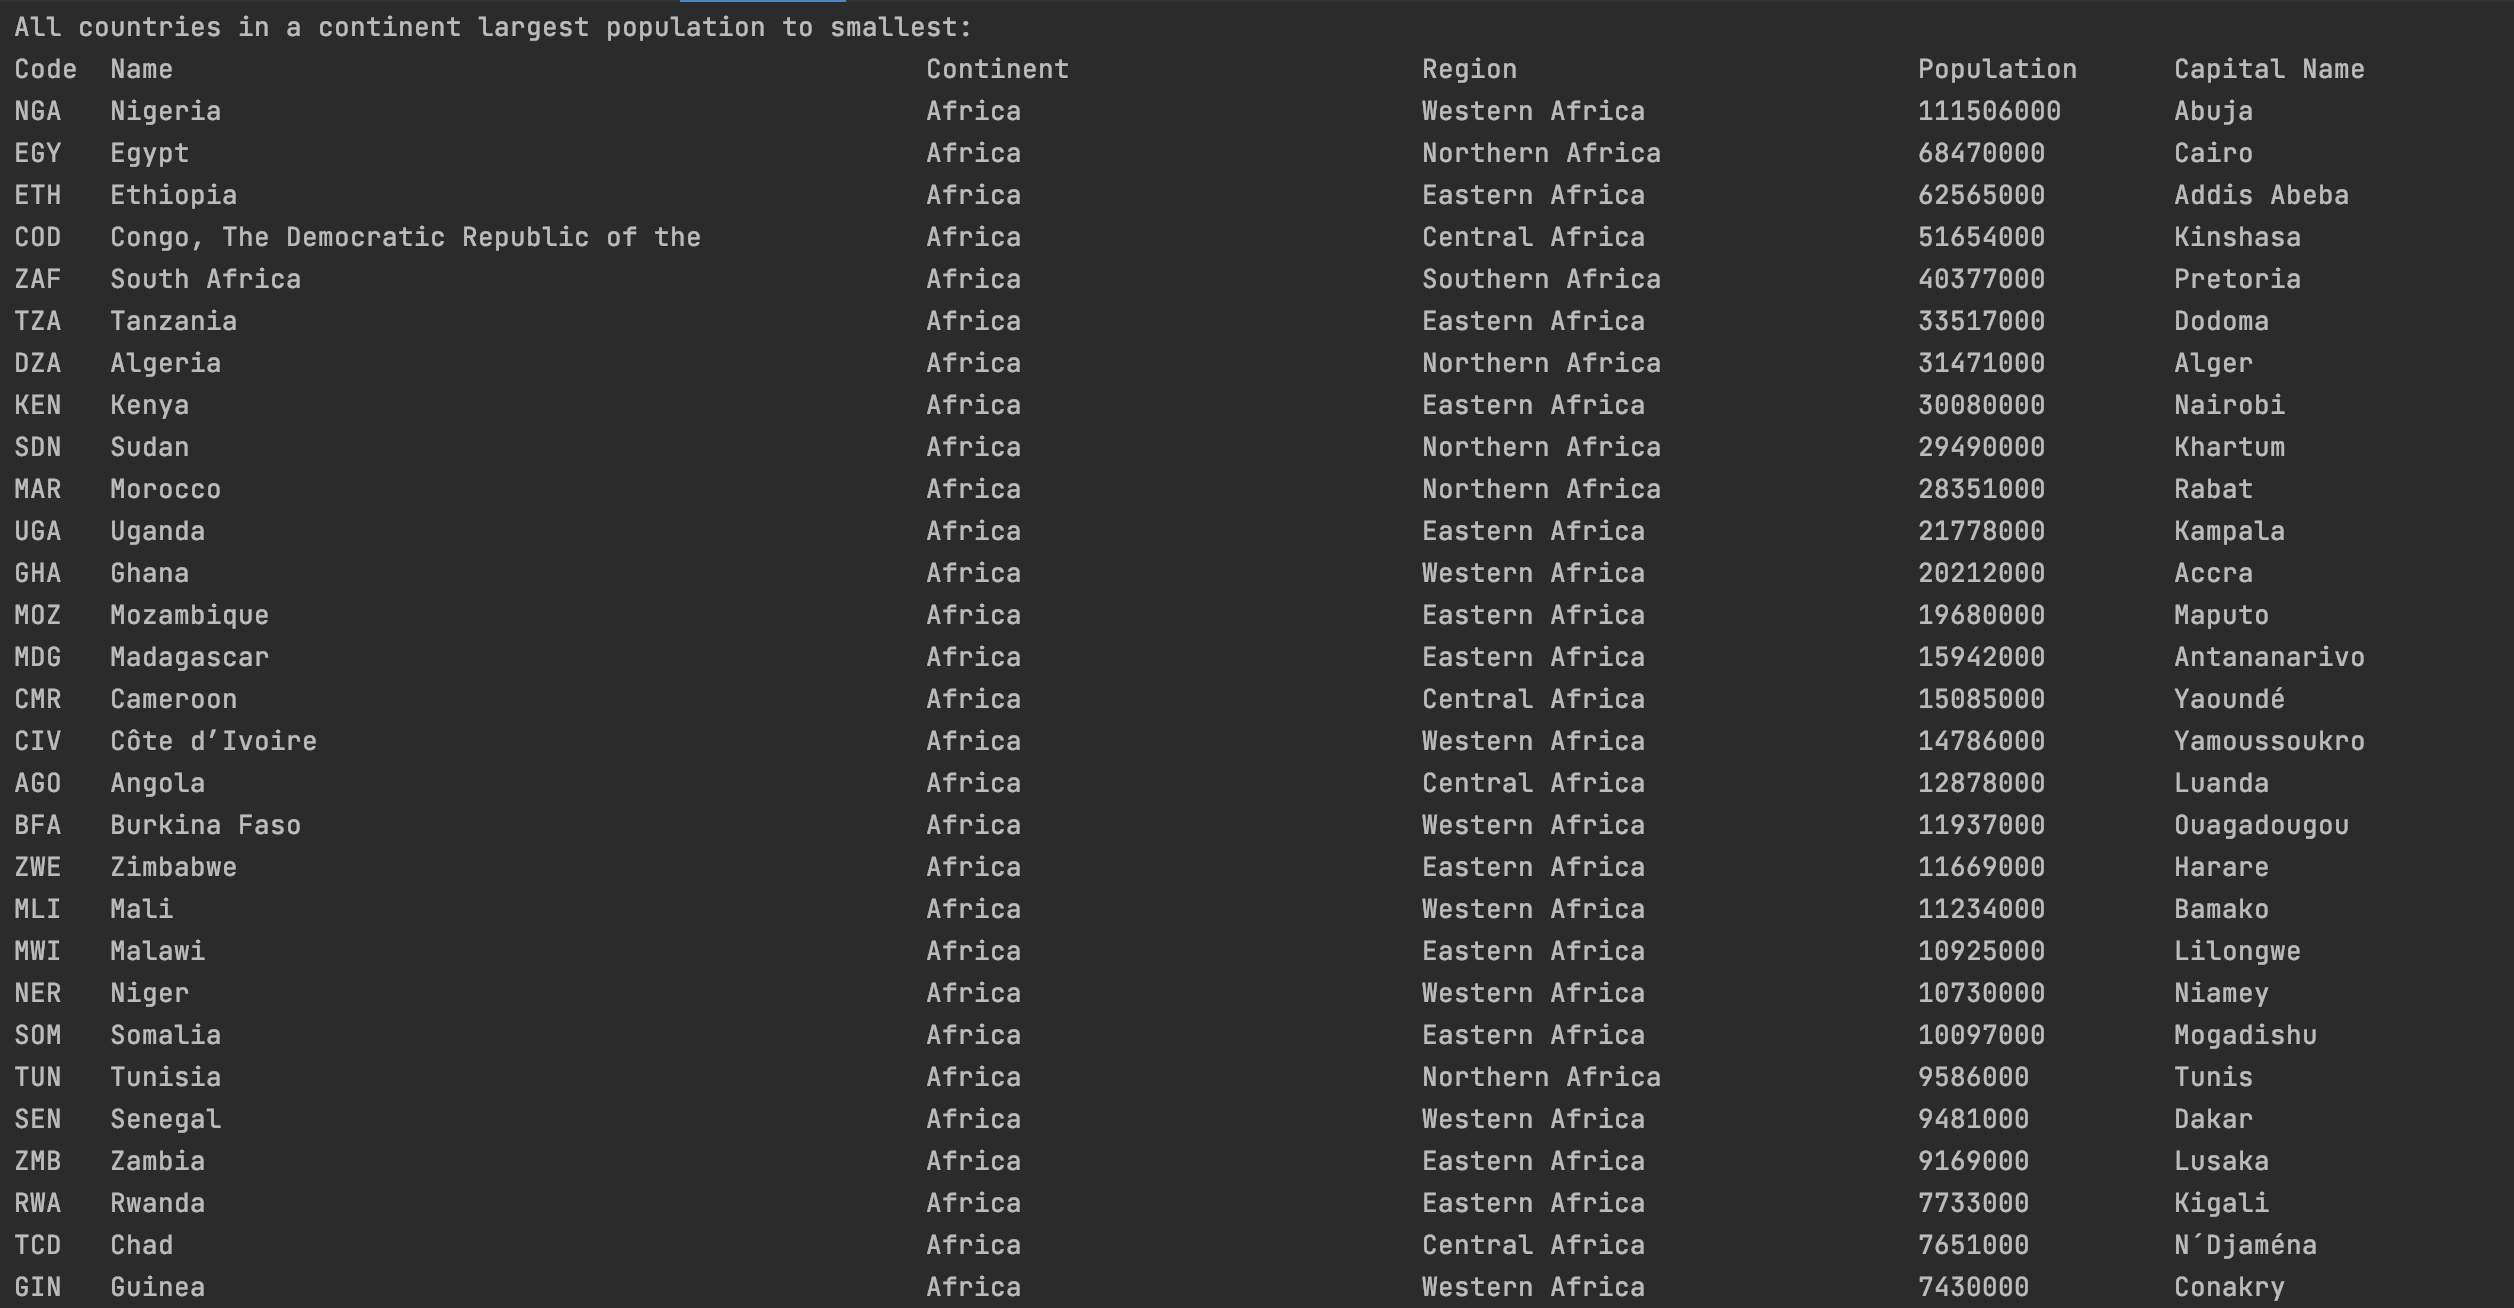 All countries in a continent largest population to smallest:
Code Name Continent Region Population Capital Name
NGA Nigeria Africa Western Africa 111506000 Abuja
EGY Egypt Africa Northern Africa 68470000 Cairo
ETH Ethiopia Africa Eastern Africa 62565000 Addis Abeba
COD Congo, The Democratic Republic of the Africa Central Africa 51654000 Kinshasa
ZAF South Africa Africa Southern Africa 40377000 Pretoria
TZA Tanzania Africa Eastern Africa 33517000 Dodoma
DZA Algeria Africa Northern Africa 31471000 Alger
KEN Kenya Africa Eastern Africa 30080000 Nairobi
SDN Sudan Africa Northern Africa 29490000 Khartum
MAR Morocco Africa Northern Africa 28351000 Rabat
UGA Uganda Africa Eastern Africa 21778000 Kampala
GHA Ghana Africa Western Africa 20212000 Accra
MOZ Mozambique Africa Eastern Africa 19680000 Maputo
MDG Madagascar Africa Eastern Africa 15942000 Antananarivo
CMR Cameroon Africa Central Africa 15085000 Yaoundé
CIV Côte d’Ivoire Africa Western Africa 14786000 Yamoussoukro
AGO Angola Africa Central Africa 12878000 Luanda
BFA Burkina Faso Africa Western Africa 11937000 Ouagadougou
ZWE Zimbabwe Africa Eastern Africa 11669000 Harare
MLI Mali Africa Western Africa 11234000 Bamako
MWI Malawi Africa Eastern Africa 10925000 Lilongwe
NER Niger Africa Western Africa 10730000 Niamey
SOM Somalia Africa Eastern Africa 10097000 Mogadishu
TUN Tunisia Africa Northern Africa 9586000 Tunis
SEN Senegal Africa Western Africa 9481000 Dakar
ZMB Zambia Africa Eastern Africa 9169000 Lusaka
RWA Rwanda Africa Eastern Africa 7733000 Kigali
TCD Chad Africa Central Africa 7651000 N´Djaména
GIN Guinea Africa Western Africa 7430000 Conakry